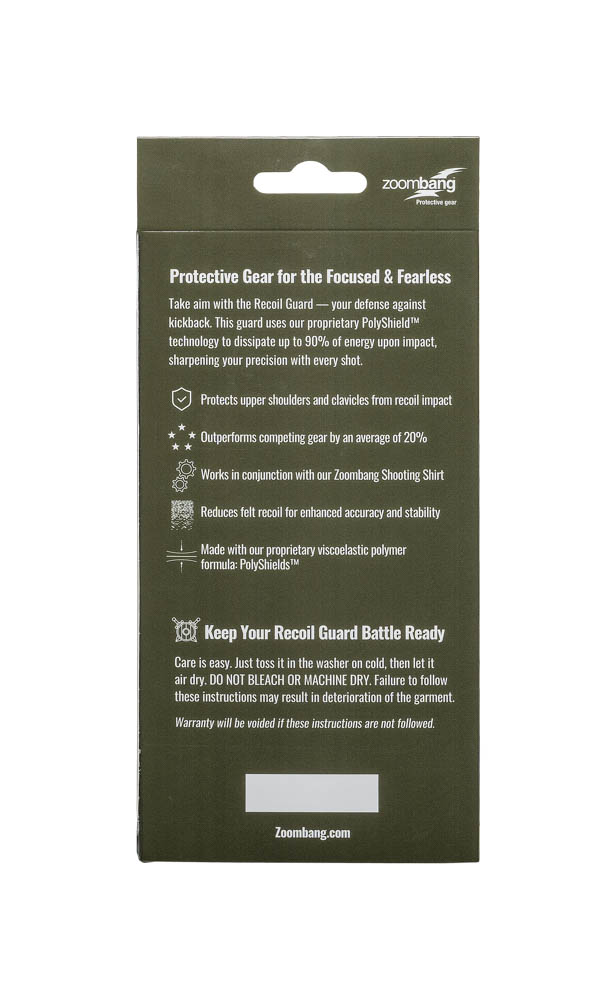 zoombang
Protective gear
Protective Gear for the Focused & Fearless
Take aim with the Recoil Guard — your defense against
kickback. This guard uses our proprietary PolyShield™
technology to dissipate up to 90% of energy upon impact,
sharpening your precision with every shot.
Protects upper shoulders and clavicles from recoil impact
Outperforms competing gear by an average of 20%
Works in conjunction with our Zoombang Shooting Shirt
Reduces felt recoil for enhanced accuracy and stability
Made with our proprietary viscoelastic polymer
formula: PolyShields™
Keep Your Recoil Guard Battle Ready
Care is easy. Just toss it in the washer on cold, then let it
air dry. DO NOT BLEACH OR MACHINE DRY. Failure to follow
these instructions may result in deterioration of the garment.
Warranty will be voided if these instructions are not followed.
Zoombang.com